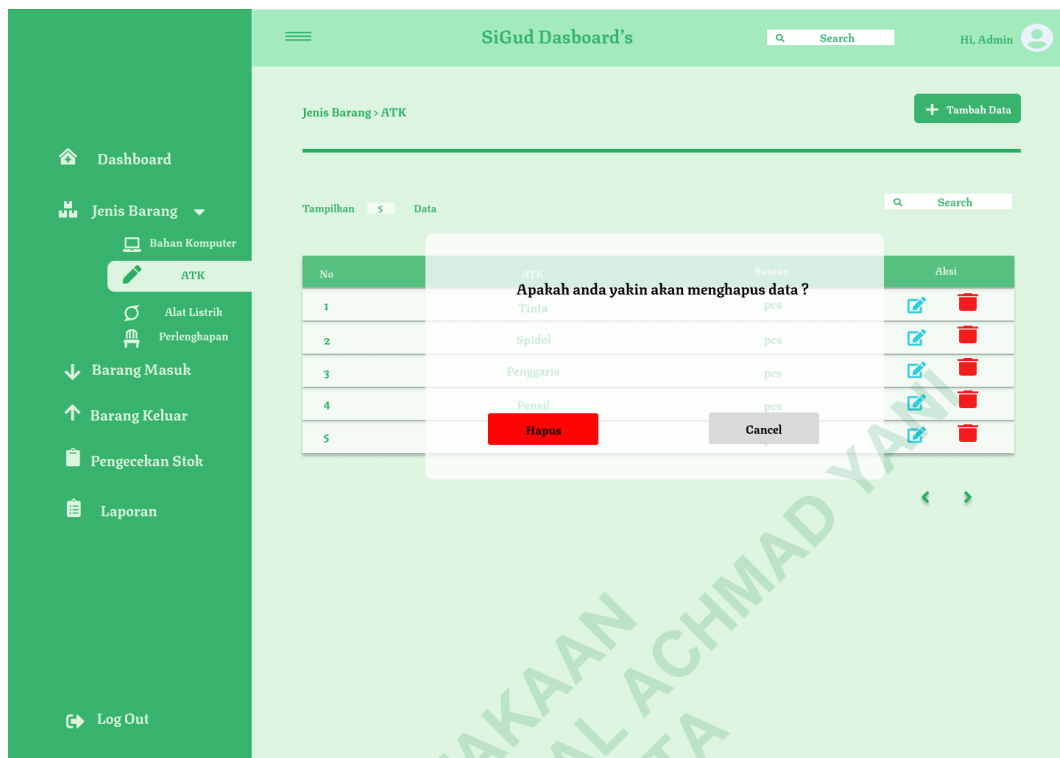 SiGud Dasboard's
Search
Hi, Admin
Jenis Barang > ATK
Tambah Data
Dashboard
Jenis Barang
Bahan Komputer
ATK
Alat Listrik
Perlengkapan
Barang Masuk
Barang Keluar
Pengecekan Stok
Laporan
Log Out
Tampilkan 5 Data
Search
No ATK Satuan Aksi
Apakah anda yakin akan menghapus data ?
1 Tinta pcs
2 Spidol pcs
3 Penggaris pcs
4 Pensil pcs
Hapus Cancel
5
AKAAN
AL ACHMAD YANI
TA